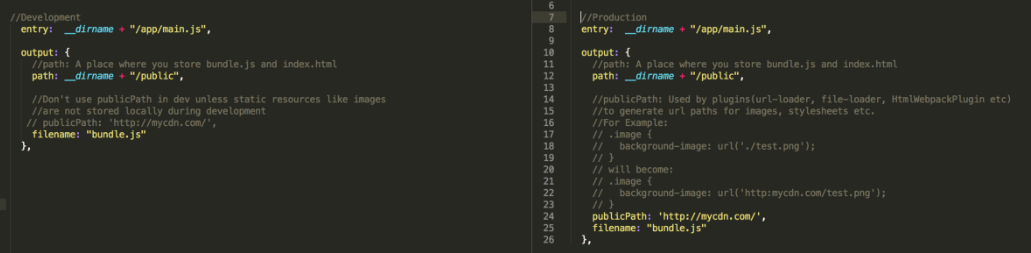 //Development
entry: __dirname + "/app/main.js",
output: {
//path: A place where you store bundle.js and index.html
path: __dirname + "/public",
//Don't use publicPath in dev unless static resources like images
//are not stored locally during development
// publicPath: 'http://mycdn.com/',
filename: "bundle.js"
},
6
7 //Production
8 entry: __dirname + "/app/main.js",
9
10 output: {
11 //path: A place where you store bundle.js and index.html
12 path: __dirname + "/public",
13
14 //publicPath: Used by plugins(url-loader, file-loader, HtmlWebpackPlugin etc)
15 //to generate url paths for images, stylesheets etc.
16 //For Example:
17 // .image {
18 //   background-image: url('./test.png');
19 // }
20 // will become:
21 // .image {
22 //   background-image: url('http:mycdn.com/test.png');
23 // }
24 publicPath: 'http://mycdn.com/',
25 filename: "bundle.js"
26 },